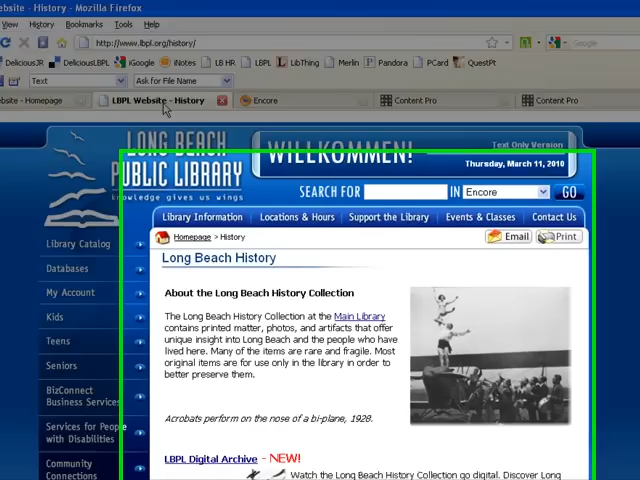 ebsite - History - Mozilla Firefox
View History Bookmarks Tools Help
http://www.lbpl.org/history/ Google
DeliciousJR DeliciousLBPL iGoogle iNotes LB HR LBPL LibThing Merlin Pandora PCard QuestPt
Text Ask for File Name
ebsite - Homepage LBPL Website - History Encore Content Pro Content Pro
LONG BEACH
PUBLIC LIBRARY
knowledge gives us wings
WILLKOMMEN!
Text Only Version
Thursday, March 11, 2010
SEARCH FOR IN Encore GO
Library Information Locations & Hours Support the Library Events & Classes Contact Us
Homepage > History Email Print
Library Catalog
Databases
My Account
Kids
Teens
Seniors
BizConnect
Business Services
Services for People
with Disabilities
Community
Connections
Long Beach History
About the Long Beach History Collection
The Long Beach History Collection at the Main Library
contains printed matter, photos, and artifacts that offer
unique insight into Long Beach and the people who have
lived here. Many of the items are rare and fragile. Most
original items are for use only in the library in order to
better preserve them.
Acrobats perform on the nose of a bi-plane, 1928.
LBPL Digital Archive - NEW!
Watch the Long Beach History Collection go digital. Discover Long